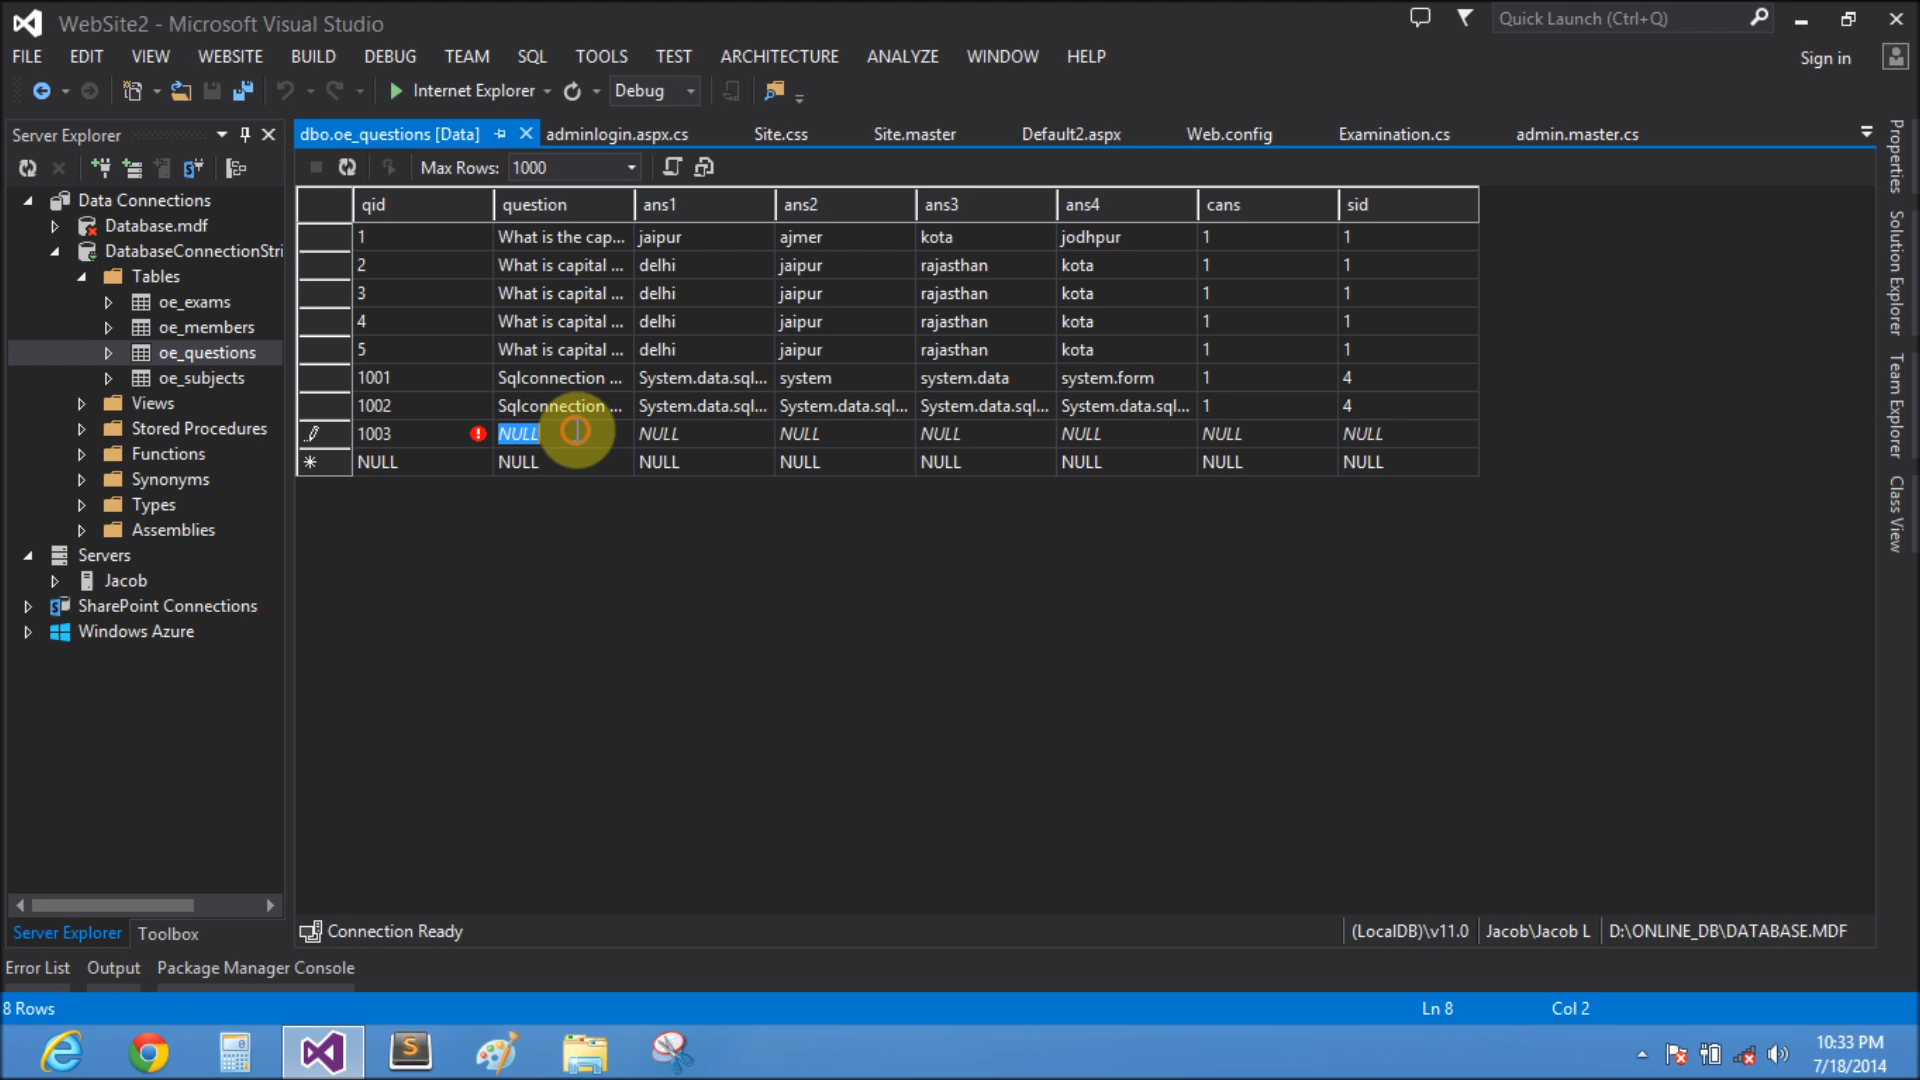 WebSite2 - Microsoft Visual Studio
Quick Launch (Ctrl+Q)
FILE EDIT VIEW WEBSITE BUILD DEBUG TEAM SQL TOOLS TEST ARCHITECTURE ANALYZE WINDOW HELP
Sign in
Internet Explorer Debug
Server Explorer
dbo.oe_questions [Data] adminlogin.aspx.cs Site.css Site.master Default2.aspx Web.config Examination.cs admin.master.cs
Max Rows: 1000
Data Connections
Database.mdf
DatabaseConnectionStri
Tables
oe_exams
oe_members
oe_questions
oe_subjects
Views
Stored Procedures
Functions
Synonyms
Types
Assemblies
Servers
Jacob
SharePoint Connections
Windows Azure
qid question ans1 ans2 ans3 ans4 cans sid
1 What is the cap... jaipur ajmer kota jodhpur 1 1
2 What is capital ... delhi jaipur rajasthan kota 1 1
3 What is capital ... delhi jaipur rajasthan kota 1 1
4 What is capital ... delhi jaipur rajasthan kota 1 1
5 What is capital ... delhi jaipur rajasthan kota 1 1
1001 Sqlconnection ... System.data.sql... system system.data system.form 1 4
1002 Sqlconnection ... System.data.sql... System.data.sql... System.data.sql... System.data.sql... 1 4
1003 NULL NULL NULL NULL NULL NULL NULL
NULL NULL NULL NULL NULL NULL NULL NULL
Properties
Solution Explorer
Team Explorer
Class View
Server Explorer Toolbox
Connection Ready
(LocalDB)\v11.0 Jacob\Jacob L D:\ONLINE_DB\DATABASE.MDF
Error List Output Package Manager Console
8 Rows
Ln 8 Col 2
10:33 PM
7/18/2014